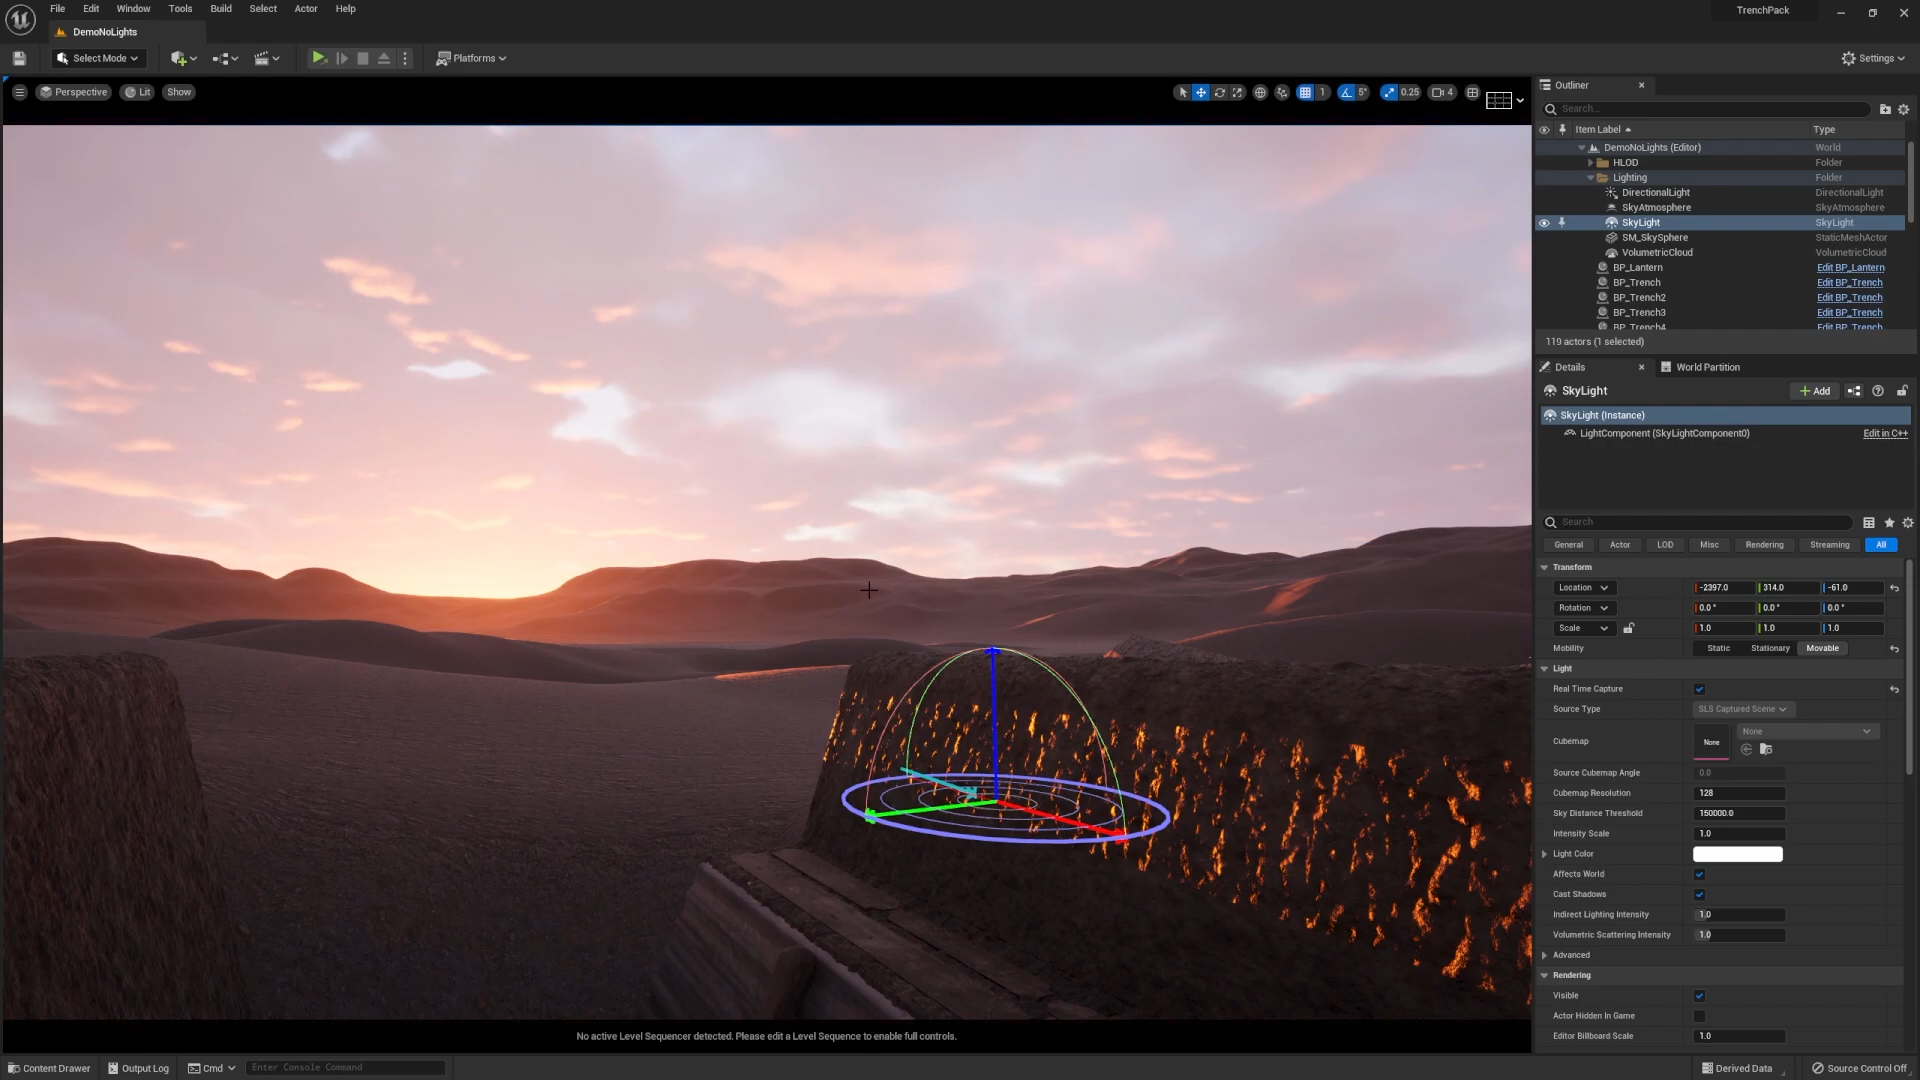 File Edit Window Tools Build Select Actor Help
TrenchPack
DemoNoLights
Select Mode
Platforms
Settings
Perspective Lit Show
1 5° 0.25 4
Outliner
Search...
Item Label Type
DemoNoLights (Editor) World
HLOD Folder
Lighting Folder
DirectionalLight DirectionalLight
SkyAtmosphere SkyAtmosphere
SkyLight SkyLight
SM_SkySphere StaticMeshActor
VolumetricCloud VolumetricCloud
BP_Lantern Edit BP_Lantern
BP_Trench Edit BP_Trench
BP_Trench2 Edit BP_Trench
BP_Trench3 Edit BP_Trench
BP_Trench4 Edit BP_Trench
119 actors (1 selected)
Details World Partition
SkyLight Add
SkyLight (Instance)
LightComponent (SkyLightComponent0) Edit in C++
Search
General Actor LOD Misc Rendering Streaming All
Transform
Location -2397.0 314.0 -61.0
Rotation 0.0° 0.0° 0.0°
Scale 1.0 1.0 1.0
Mobility Static Stationary Movable
Light
Real Time Capture
Source Type SLS Captured Scene
Cubemap None None
Source Cubemap Angle 0.0
Cubemap Resolution 128
Sky Distance Threshold 150000.0
Intensity Scale 1.0
Light Color
Affects World
Cast Shadows
Indirect Lighting Intensity 1.0
Volumetric Scattering Intensity 1.0
Advanced
Rendering
Visible
Actor Hidden In Game
Editor Billboard Scale 1.0
No active Level Sequencer detected. Please edit a Level Sequence to enable full controls.
Content Drawer Output Log Cmd Enter Console Command
Derived Data Source Control Off